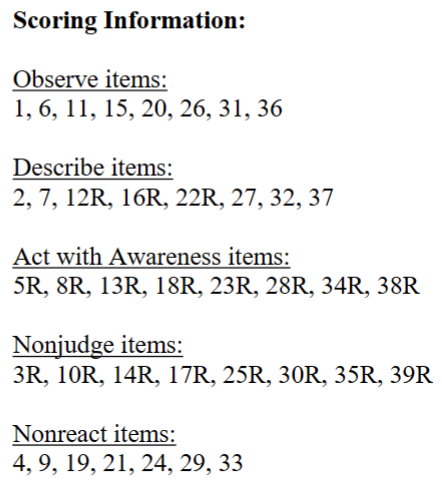 Scoring Information:
Observe items:
1, 6, 11, 15, 20, 26, 31, 36
Describe items:
2, 7, 12R, 16R, 22R, 27, 32, 37
Act with Awareness items:
5R, 8R, 13R, 18R, 23R, 28R, 34R, 38R
Nonjudge items:
3R, 10R, 14R, 17R, 25R, 30R, 35R, 39R
Nonreact items:
4, 9, 19, 21, 24, 29, 33